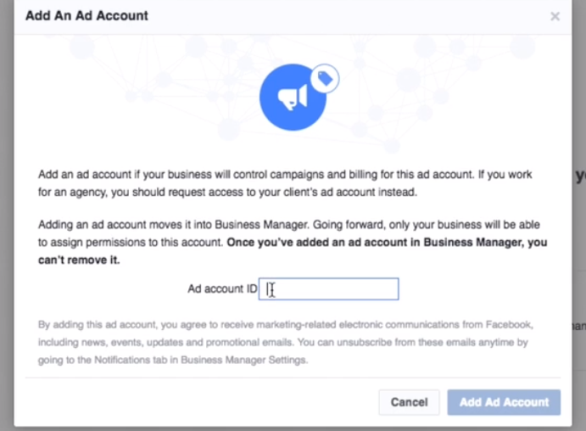 Add An Ad Account
Add an ad account if your business will control campaigns and billing for this ad account. If you work
for an agency, you should request access to your client's ad account instead.
Adding an ad account moves it into Business Manager. Going forward, only your business will be able
to assign permissions to this account. Once you've added an ad account in Business Manager, you
can't remove it.
Ad account ID
By adding this ad account, you agree to receive marketing-related electronic communications from Facebook,
including news, events, updates and promotional emails. You can unsubscribe from these emails anytime by
going to the Notifications tab in Business Manager Settings.
Cancel Add Ad Account